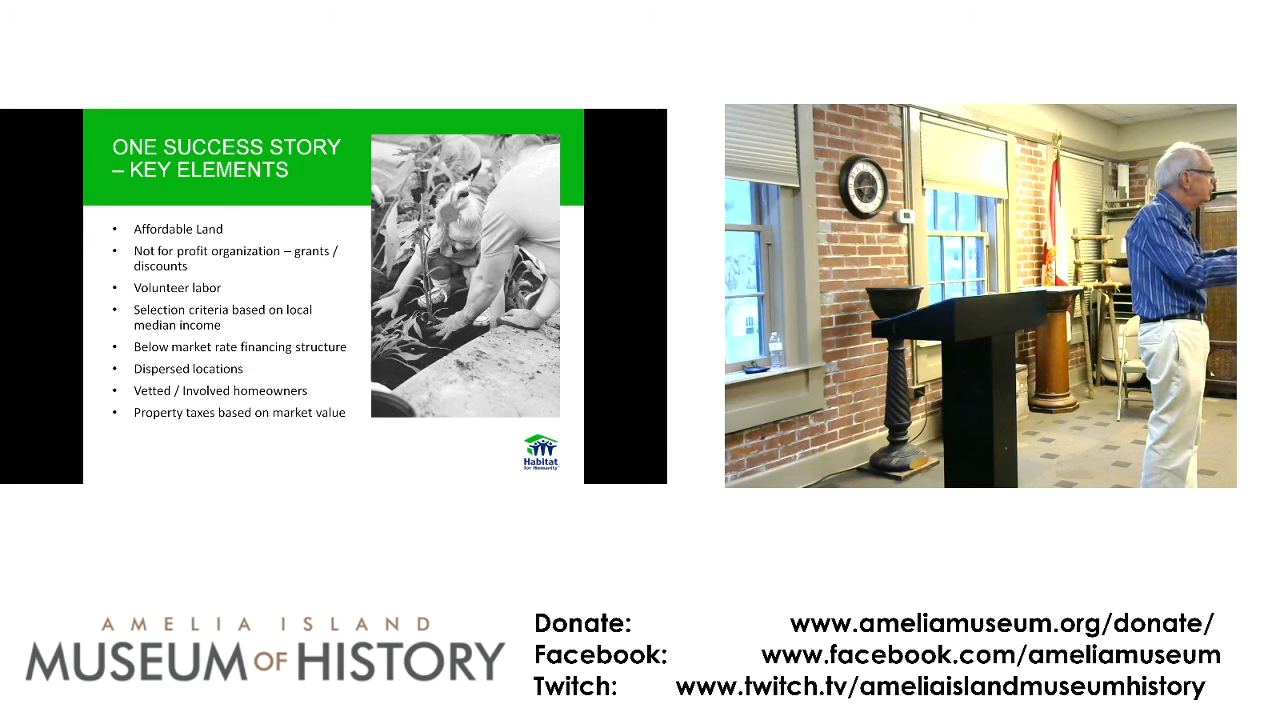 ONE SUCCESS STORY
– KEY ELEMENTS
• Affordable Land
• Not for profit organization – grants /
discounts
• Volunteer labor
• Selection criteria based on local
median income
• Below market rate financing structure
• Dispersed locations
• Vetted / Involved homeowners
• Property taxes based on market value
Habitat
for Humanity
AMELIA ISLAND
MUSEUM OF HISTORY
Donate: www.ameliamuseum.org/donate/
Facebook: www.facebook.com/ameliamuseum
Twitch: www.twitch.tv/ameliaislandmuseumhistory